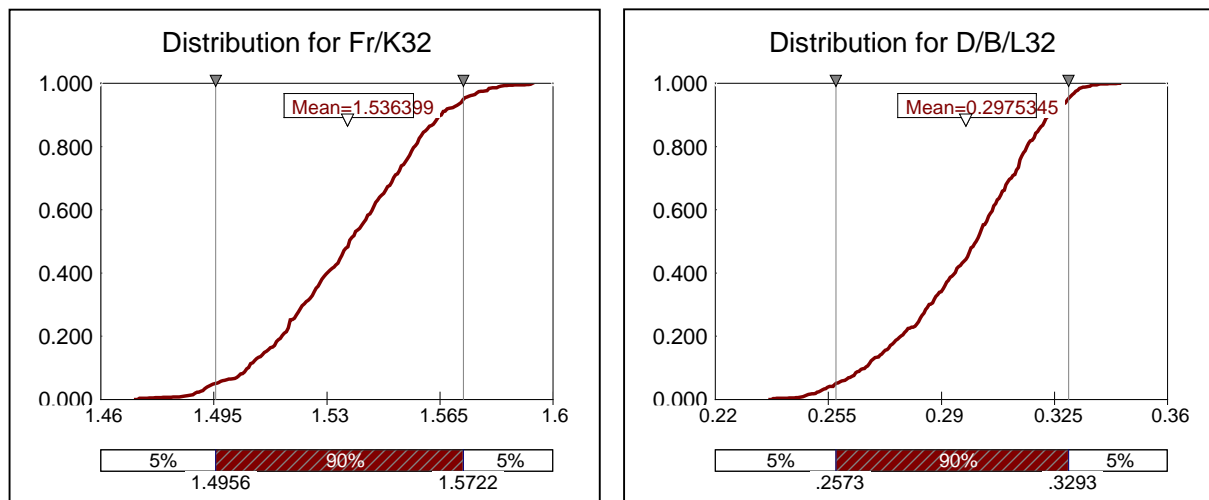 Distribution for Fr/K32
1.000
Mean=1.536399
0.800
0.600
0.400
0.200
0.000
1.46 1.495 1.53 1.565 1.6
5% 90% 5%
1.4956 1.5722
Distribution for D/B/L32
1.000
Mean=0.2975345
0.800
0.600
0.400
0.200
0.000
0.22 0.255 0.29 0.325 0.36
5% 90% 5%
.2573 .3293